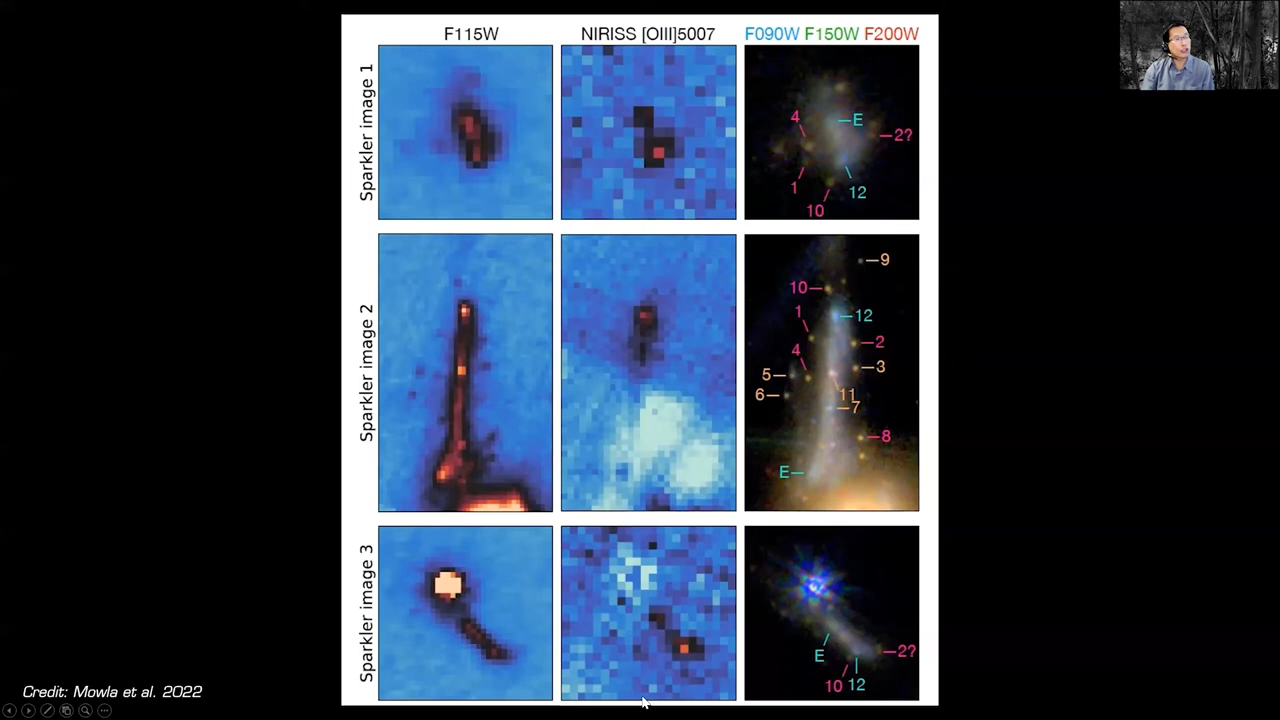 F115W
NIRISS [OIII]5007
F090W F150W F200W
Sparkler image 1
4
E
2?
1
12
10
Sparkler image 2
9
10
1
12
2
4
3
5
6
11
7
8
E
Sparkler image 3
E
2?
10
12
Credit: Mowla et al. 2022